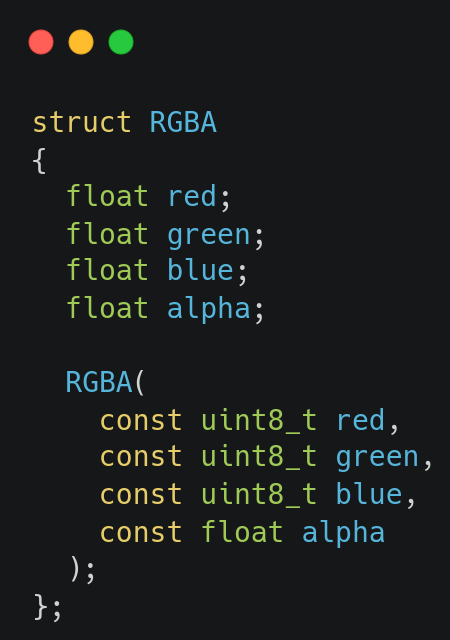 struct RGBA
{
  float red;
  float green;
  float blue;
  float alpha;

  RGBA(
    const uint8_t red,
    const uint8_t green,
    const uint8_t blue,
    const float alpha
  );
};